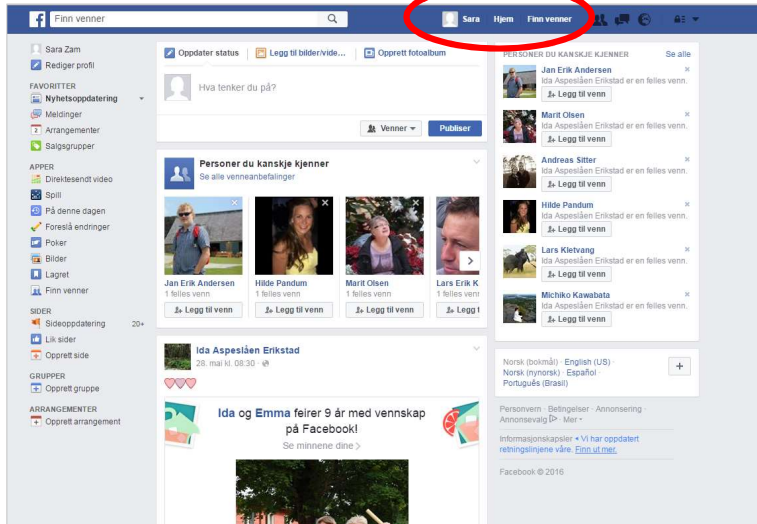 Finn venner
Sara Hjem Finn venner
Sara Zam
Rediger profil
FAVORITTER
Nyhetsoppdatering
Meldinger
2 Arrangementer
Salgsgrupper
APPER
Direktesendt video
Spill
På denne dagen
Foreslå endringer
Poker
Bilder
Lagret
Finn venner
SIDER
Sideoppdatering 20+
Lik sider
Opprett side
GRUPPER
Opprett gruppe
ARRANGEMENTER
Opprett arrangement
Oppdater status Legg til bilder/vide... Opprett fotoalbum
Hva tenker du på?
Venner Publiser
Personer du kanskje kjenner
Se alle venneanbefalinger
Jan Erik Andersen Hilde Pandum Marit Olsen Lars Erik K
1 felles venn 1 felles venn 1 felles venn 1 felles venn
Legg til venn Legg til venn Legg til venn Legg t
Ida Aspeslåen Erikstad
28. mai kl. 08.30 ·
Ida og Emma feirer 9 år med vennskap
på Facebook!
Se minnene dine >
PERSONER DU KANSKJE KJENNER Se alle
Jan Erik Andersen
Ida Aspeslåen Erikstad er en felles venn.
Legg til venn
Marit Olsen
Ida Aspeslåen Erikstad er en felles venn.
Legg til venn
Andreas Sitter
Ida Aspeslåen Erikstad er en felles venn.
Legg til venn
Hilde Pandum
Ida Aspeslåen Erikstad er en felles venn.
Legg til venn
Lars Kletvang
Ida Aspeslåen Erikstad er en felles venn.
Legg til venn
Michiko Kawabata
Ida Aspeslåen Erikstad er en felles venn.
Legg til venn
Norsk (bokmål) · English (US) ·
Norsk (nynorsk) · Español ·
Português (Brasil)
Personvern · Betingelser · Annonsering ·
Annonsevalg · Mer
Informasjonskapsler • Vi har oppdatert
retningslinjene våre. Finn ut mer.
Facebook © 2016